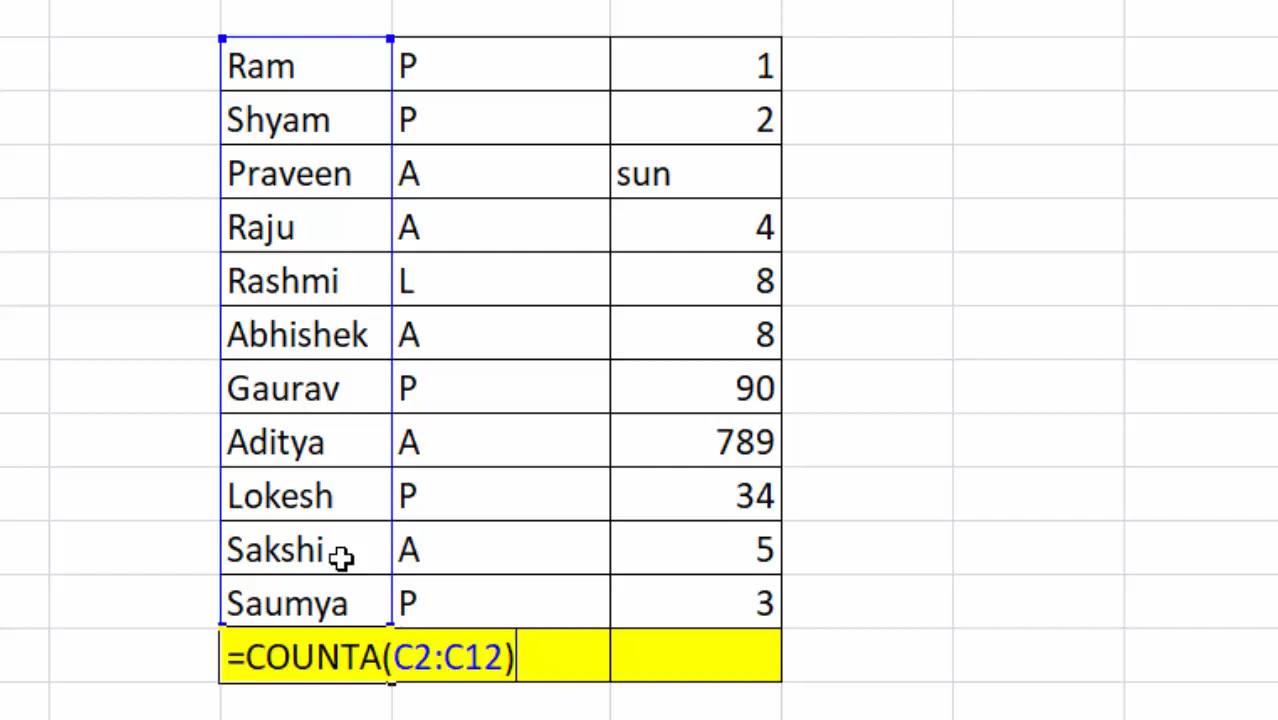 Ram P 1
Shyam P 2
Praveen A sun
Raju A 4
Rashmi L 8
Abhishek A 8
Gaurav P 90
Aditya A 789
Lokesh P 34
Sakshi A 5
Saumya P 3
=COUNTA(C2:C12)